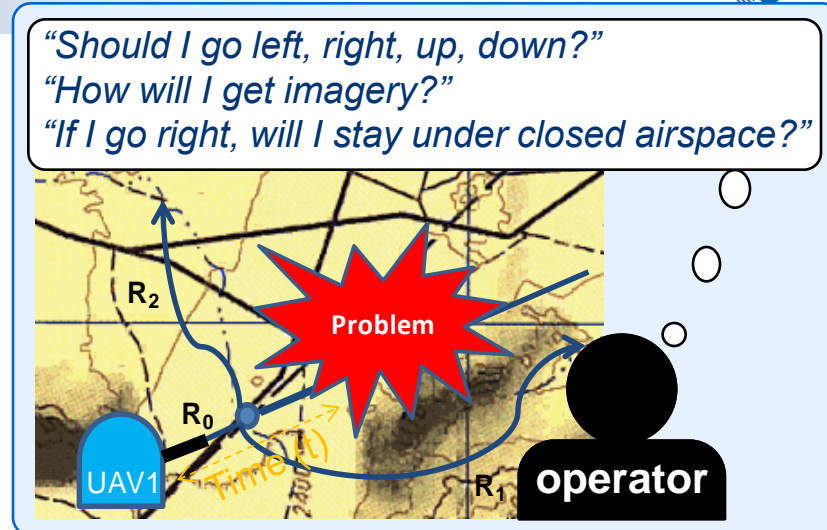 “Should I go left, right, up, down?”
“How will I get imagery?”
“If I go right, will I stay under closed airspace?”
R2
Problem
R0
UAV1
Time (t)
240
R1
operator